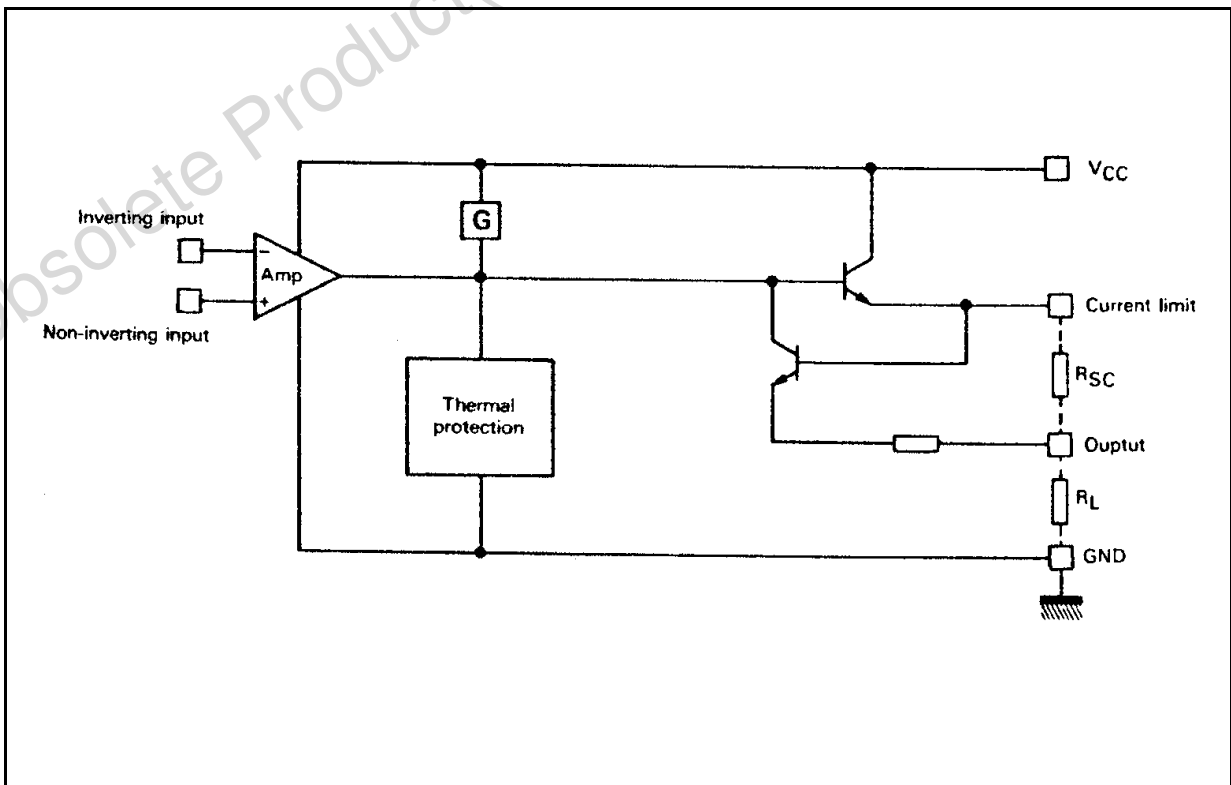 Obsolete Product(
VCC
Inverting input
G
−
Amp
+
Current limit
Non-inverting input
RSC
Thermal
protection
Ouptut
RL
GND